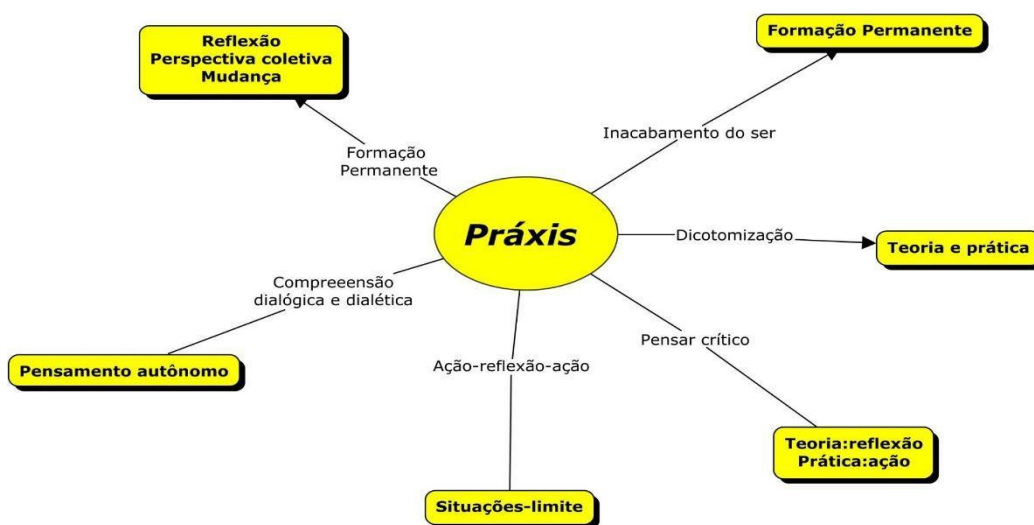 Reflexão
Perspectiva coletiva
Mudança
Formação Permanente
Inacabamento do ser
Formação
Permanente
Práxis
Dicotomização
Teoria e prática
Compreeensão
dialógica e dialética
Pensamento autônomo
Ação-reflexão-ação
Pensar crítico
Teoria:reflexão
Prática:ação
Situações-limite